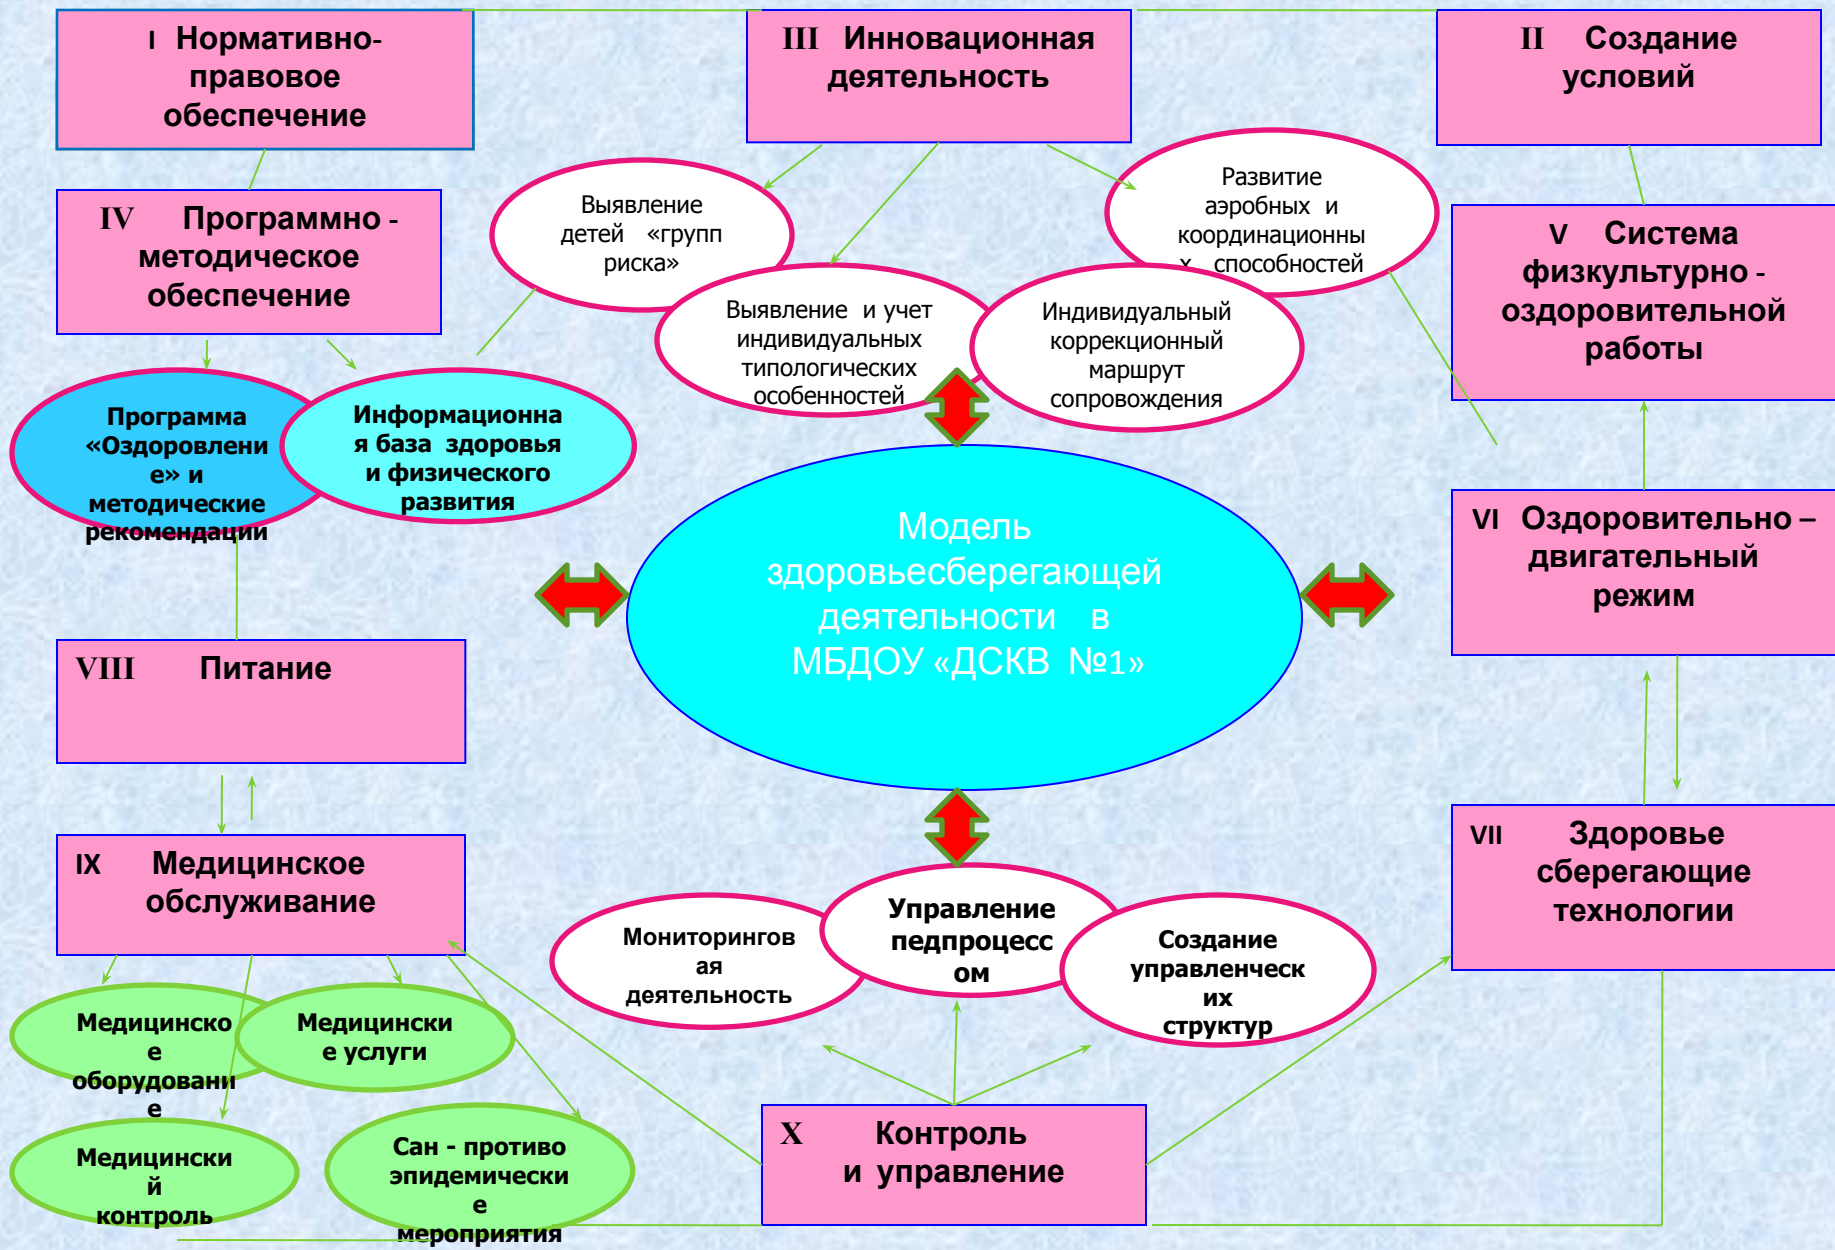 I Нормативно-
правовое
обеспечение
III Инновационная
деятельность
II Создание
условий
IV Программно -
методическое
обеспечение
Выявление
детей «групп
риска»
Развитие
аэробных и
координационны
х способностей
V Система
физкультурно -
оздоровительной
работы
Выявление и учет
индивидуальных
типологических
особенностей
Индивидуальный
коррекционный
маршрут
сопровождения
Программа
«Оздоровлени
е» и
методические
рекомендации
Информационна
я база здоровья
и физического
развития
Модель
здоровьесберегающей
деятельности в
МБДОУ «ДСКВ №1»
VI Оздоровительно –
двигательный
режим
VIII Питание
IX Медицинское
обслуживание
VII Здоровье
сберегающие
технологии
Мониторингов
ая
деятельность
Управление
педпроцесс
ом
Создание
управленческ
их
структур
Медицинско
е
оборудовани
е
Медицински
е услуги
Медицински
й
контроль
Сан - противо
эпидемически
е
мероприятия
X Контроль
и управление